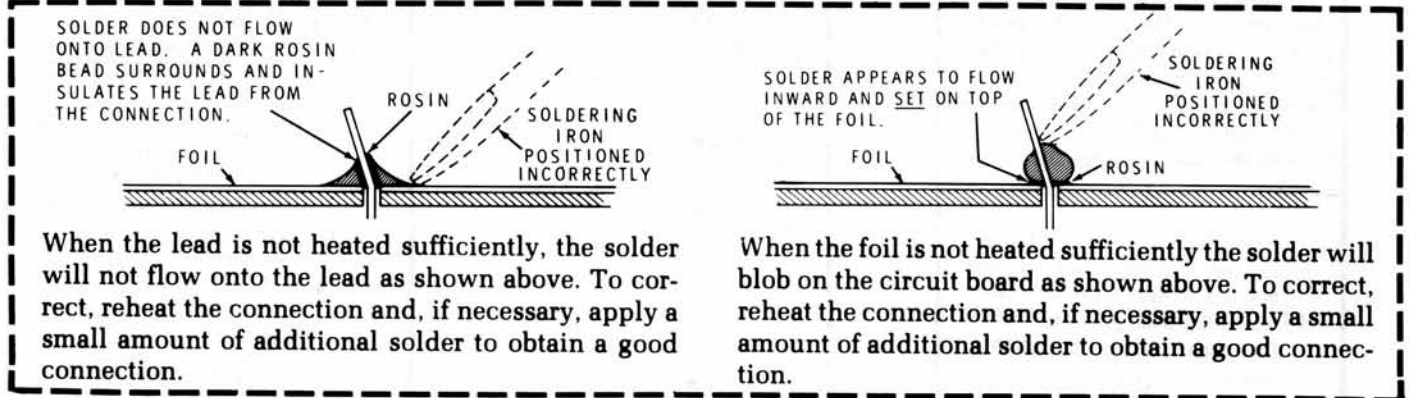 SOLDER DOES NOT FLOW
ONTO LEAD. A DARK ROSIN
BEAD SURROUNDS AND IN-
SULATES THE LEAD FROM
THE CONNECTION.
ROSIN
SOLDERING
IRON
POSITIONED
INCORRECTLY
FOIL
When the lead is not heated sufficiently, the solder
will not flow onto the lead as shown above. To cor-
rect, reheat the connection and, if necessary, apply a
small amount of additional solder to obtain a good
connection.
SOLDER APPEARS TO FLOW
INWARD AND SET ON TOP
OF THE FOIL.
SOLDERING
IRON
POSITIONED
INCORRECTLY
FOIL
ROSIN
When the foil is not heated sufficiently the solder will
blob on the circuit board as shown above. To correct,
reheat the connection and, if necessary, apply a small
amount of additional solder to obtain a good connec-
tion.